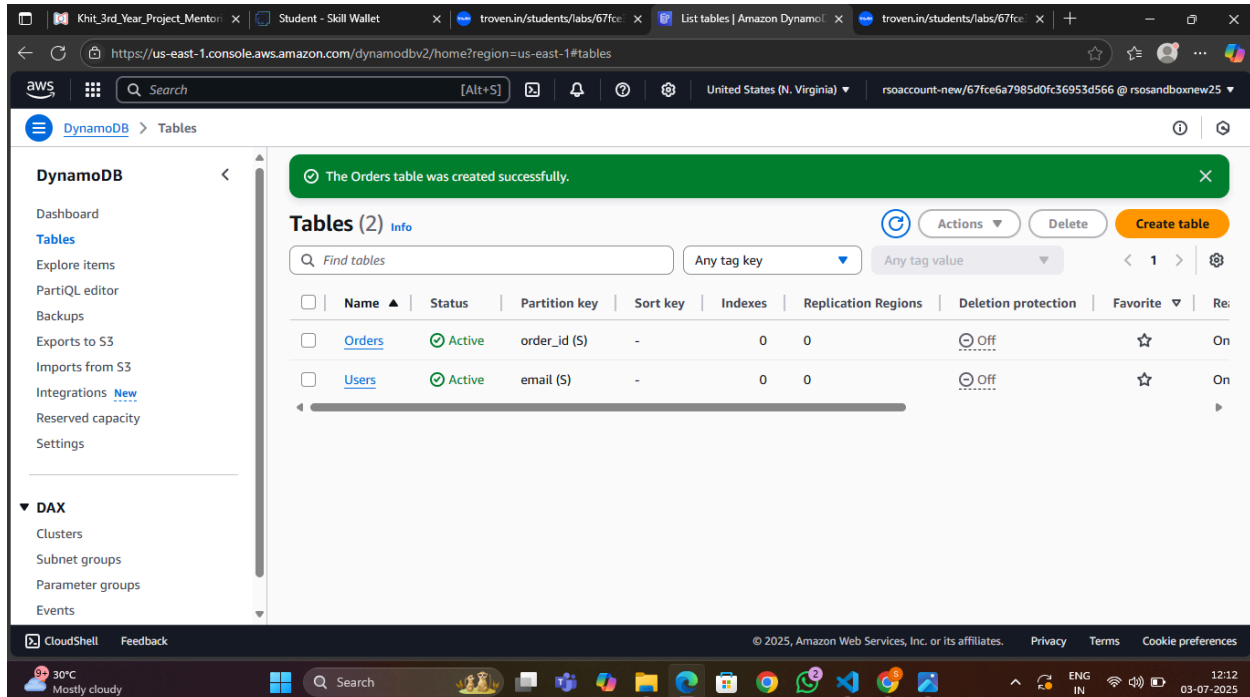 Khit_3rd_Year_Project_Mentori
Student - Skill Wallet
troven.in/students/labs/67fce
List tables | Amazon DynamoD
troven.in/students/labs/67fce
https://us-east-1.console.aws.amazon.com/dynamodbv2/home?region=us-east-1#tables
aws
Search
[Alt+S]
United States (N. Virginia)
rsoaccount-new/67fce6a7985d0fc36953d566 @ rsosandboxnew25
DynamoDB > Tables
DynamoDB
Dashboard
Tables
Explore items
PartiQL editor
Backups
Exports to S3
Imports from S3
Integrations New
Reserved capacity
Settings
DAX
Clusters
Subnet groups
Parameter groups
Events
The Orders table was created successfully.
Tables (2) Info
Actions
Delete
Create table
Find tables
Any tag key
Any tag value
1
Name Status Partition key Sort key Indexes Replication Regions Deletion protection Favorite Re
Orders Active order_id (S) - 0 0 Off On
Users Active email (S) - 0 0 Off On
CloudShell Feedback
© 2025, Amazon Web Services, Inc. or its affiliates. Privacy Terms Cookie preferences
9+
30°C
Mostly cloudy
Search
2
S
ENG
IN
12:12
03-07-2025